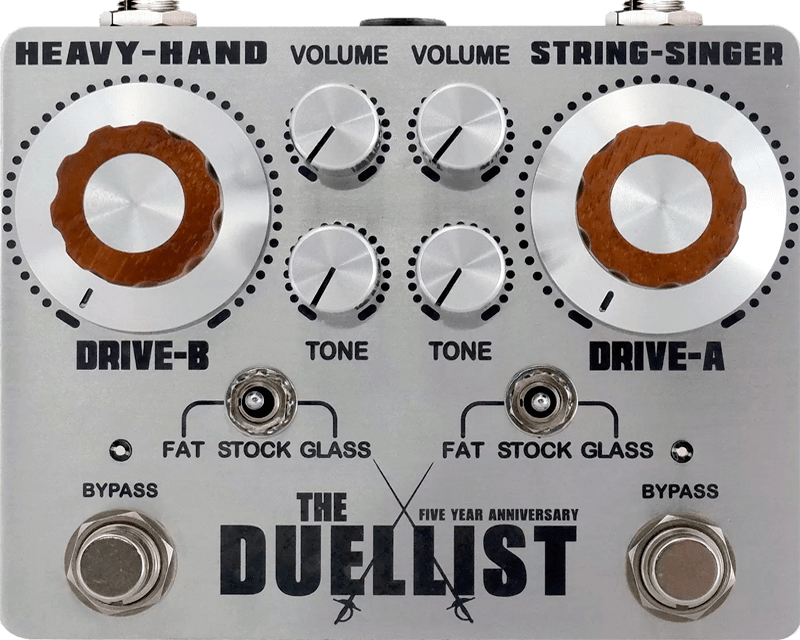 HEAVY-HAND
VOLUME
VOLUME
STRING-SINGER
DRIVE-B
TONE
TONE
DRIVE-A
FAT STOCK GLASS
FAT STOCK GLASS
BYPASS
BYPASS
THE
FIVE YEAR ANNIVERSARY
DUELLIST